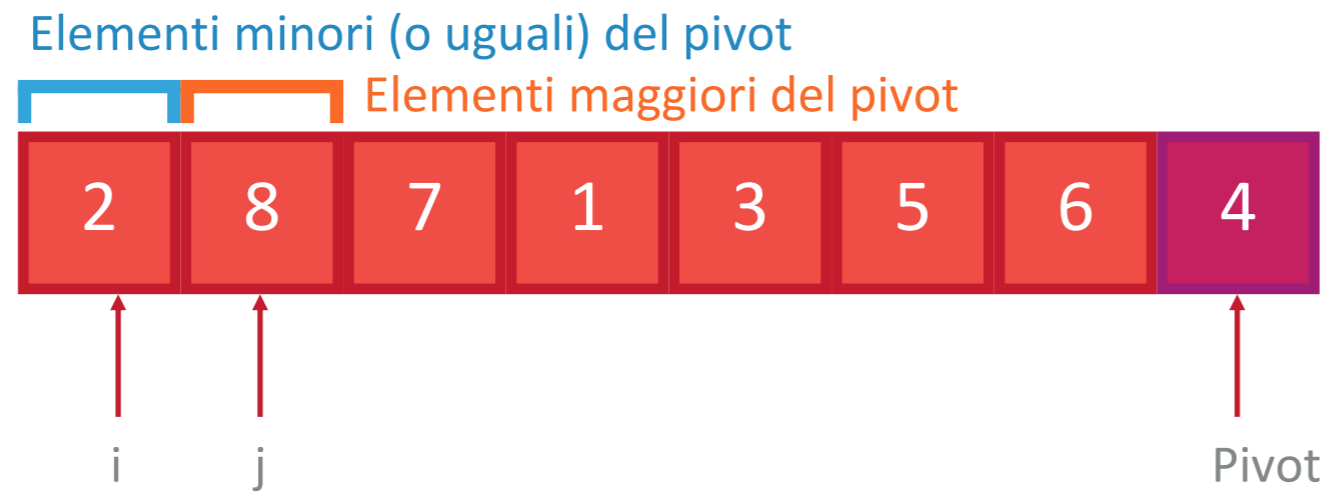 Elementi minori (o uguali) del pivot
Elementi maggiori del pivot
2 8 7 1 3 5 6 4
i j Pivot